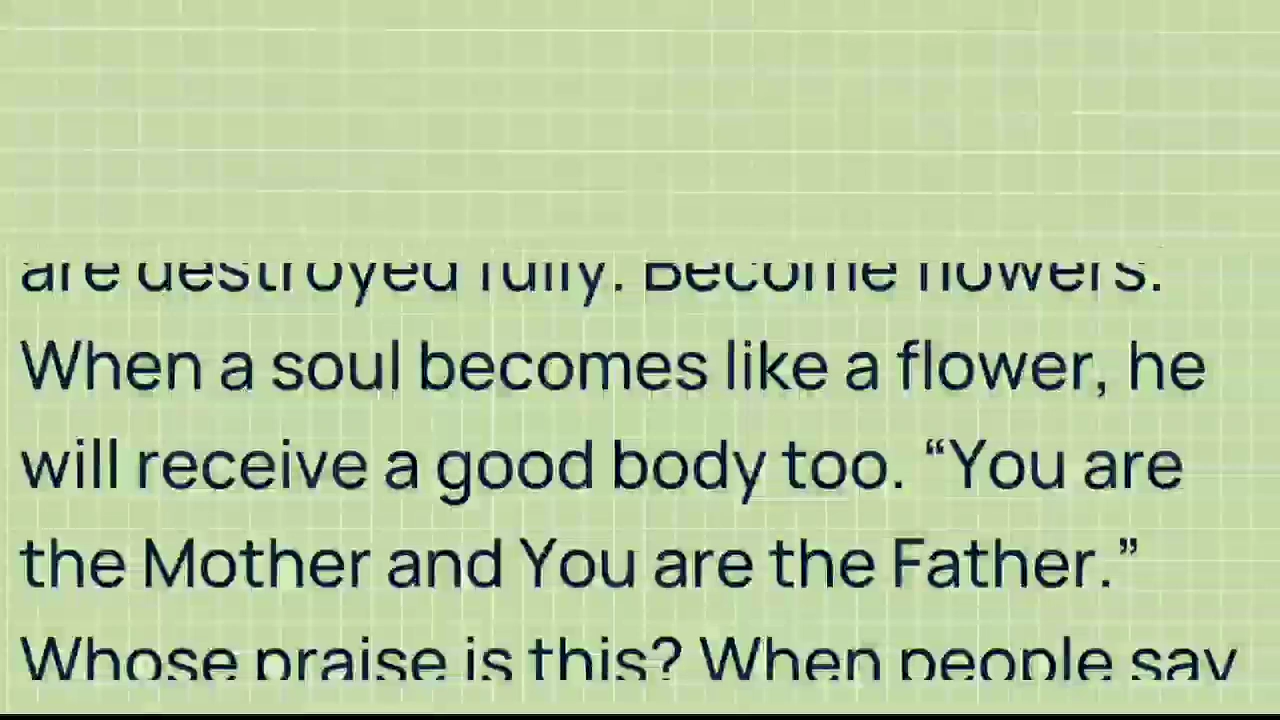 are destroyed fully. Become flowers.
When a soul becomes like a flower, he
will receive a good body too. “You are
the Mother and You are the Father.”
Whose praise is this? When people say